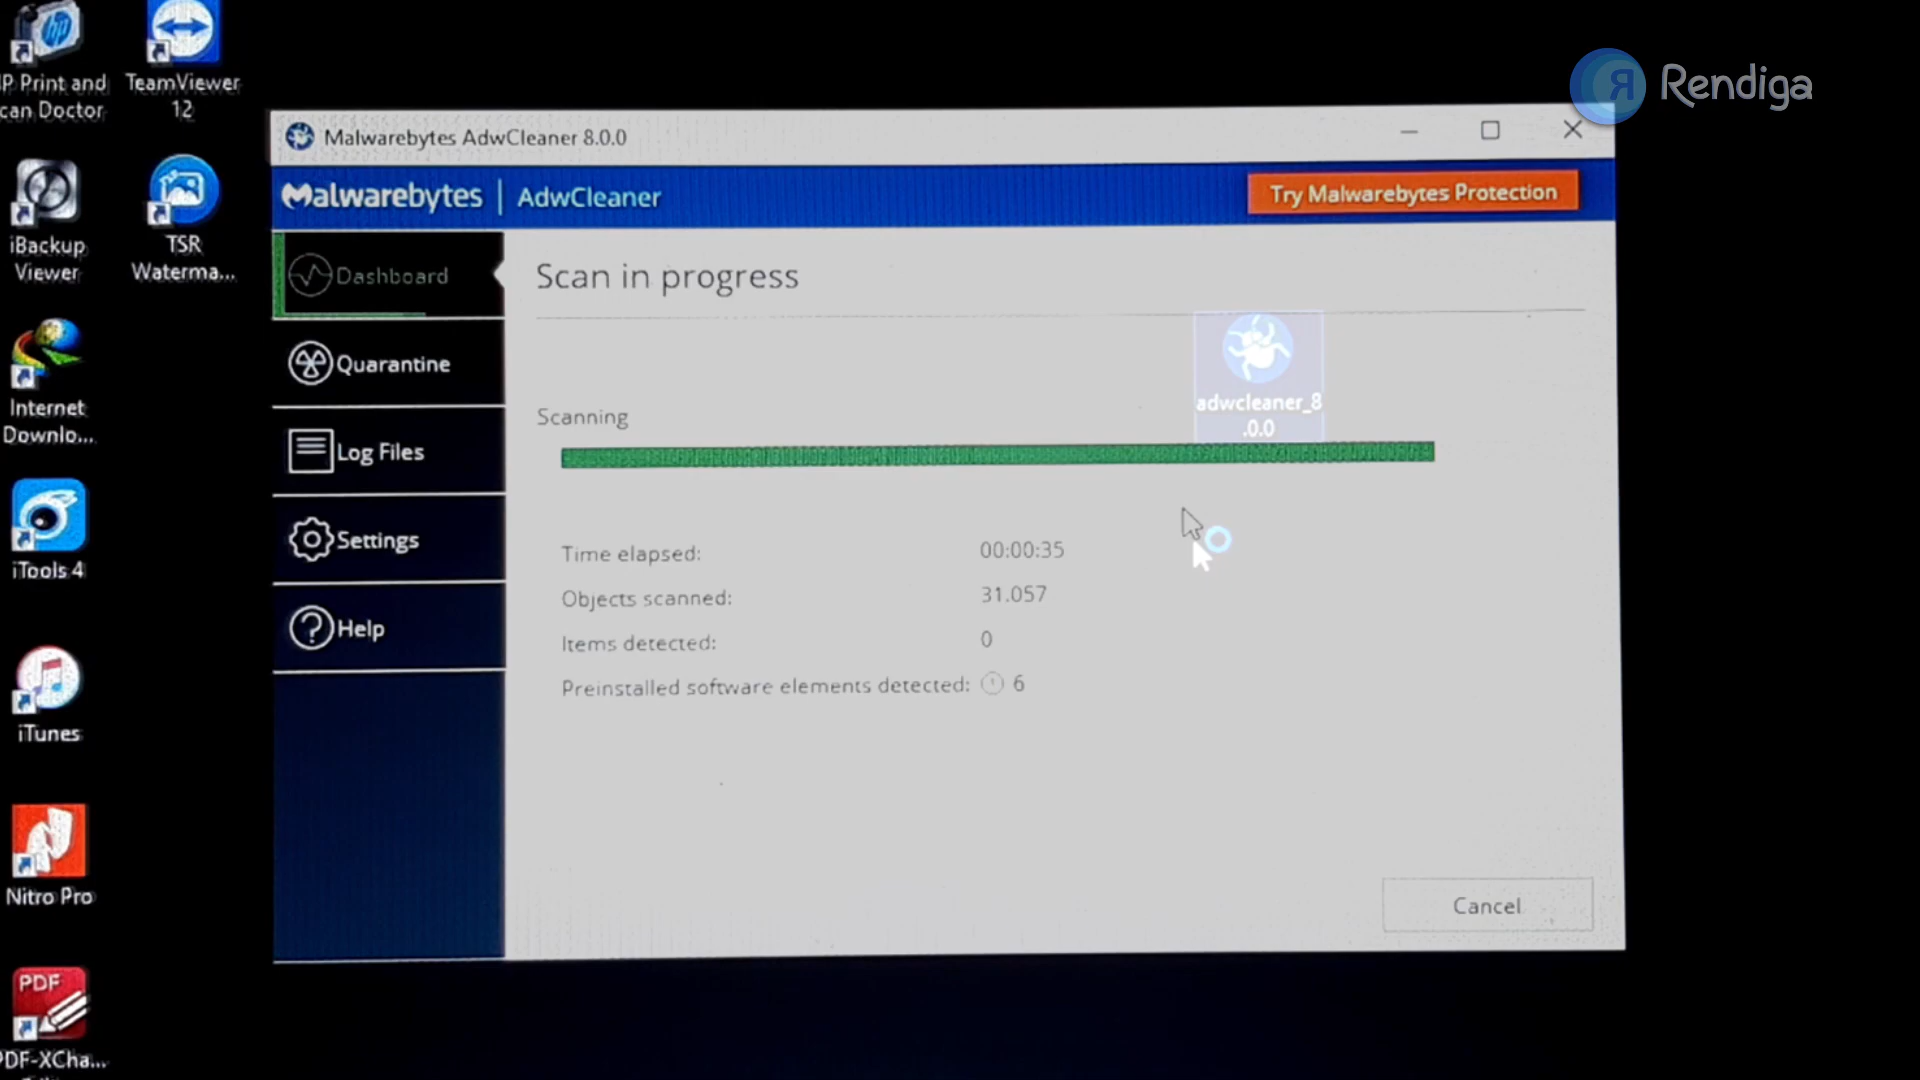 P Print and
can Doctor
TeamViewer
12
iBackup
Viewer
TSR
Waterma...
Internet
Downlo...
iTools 4
iTunes
Nitro Pro
PDF
PDF-XCha...
Rendiga
Malwarebytes AdwCleaner 8.0.0
Malwarebytes | AdwCleaner
Try Malwarebytes Protection
Dashboard
Quarantine
Log Files
Settings
Help
Scan in progress
adwcleaner_8
.0.0
Scanning
Time elapsed: 00:00:35
Objects scanned: 31.057
Items detected: 0
Preinstalled software elements detected: 6
Cancel